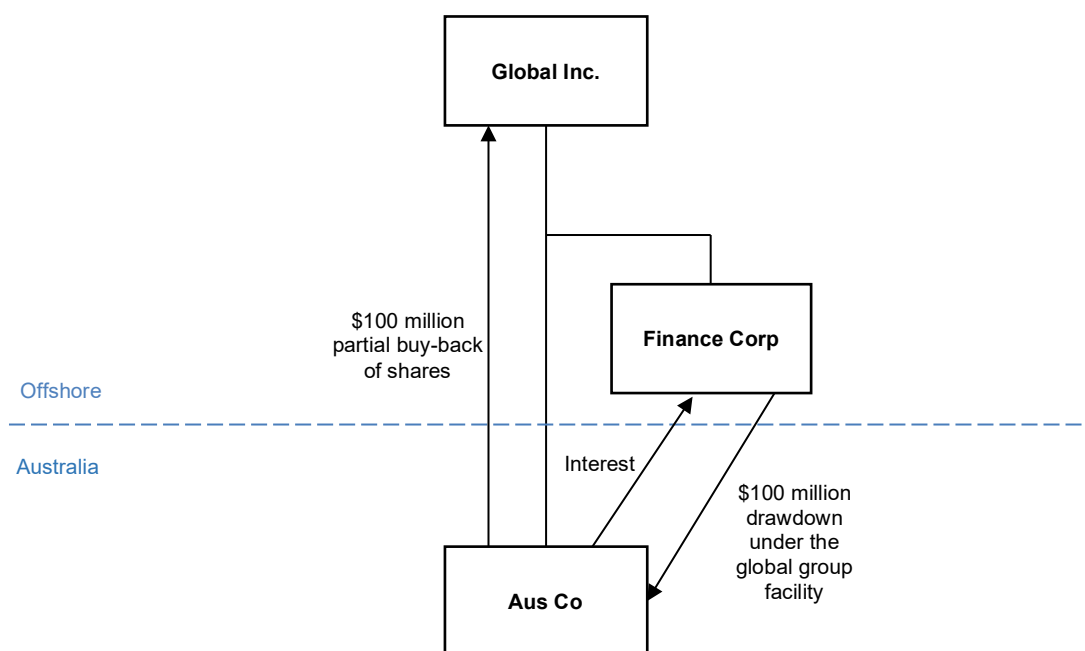 Global Inc.
$100 million
partial buy-back
of shares
Finance Corp
Offshore
Australia
Interest
$100 million
drawdown
under the
global group
facility
Aus Co